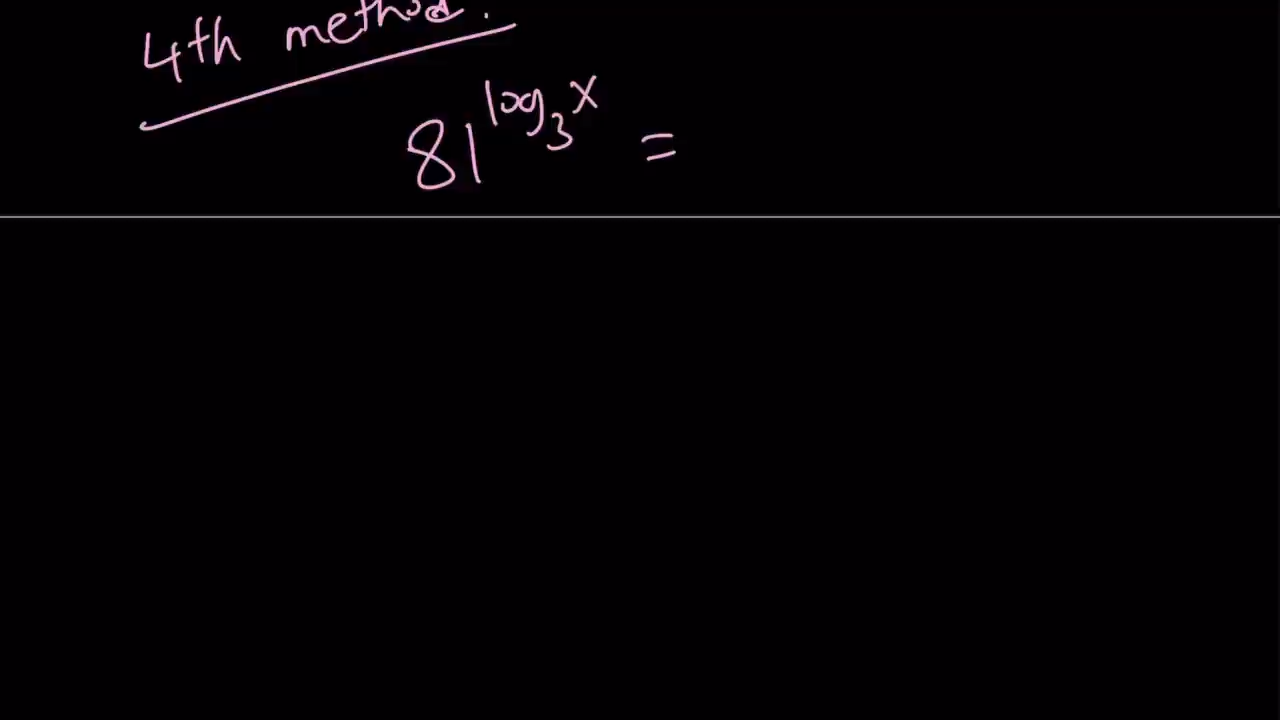 4th method:
81^{log_3 x} =